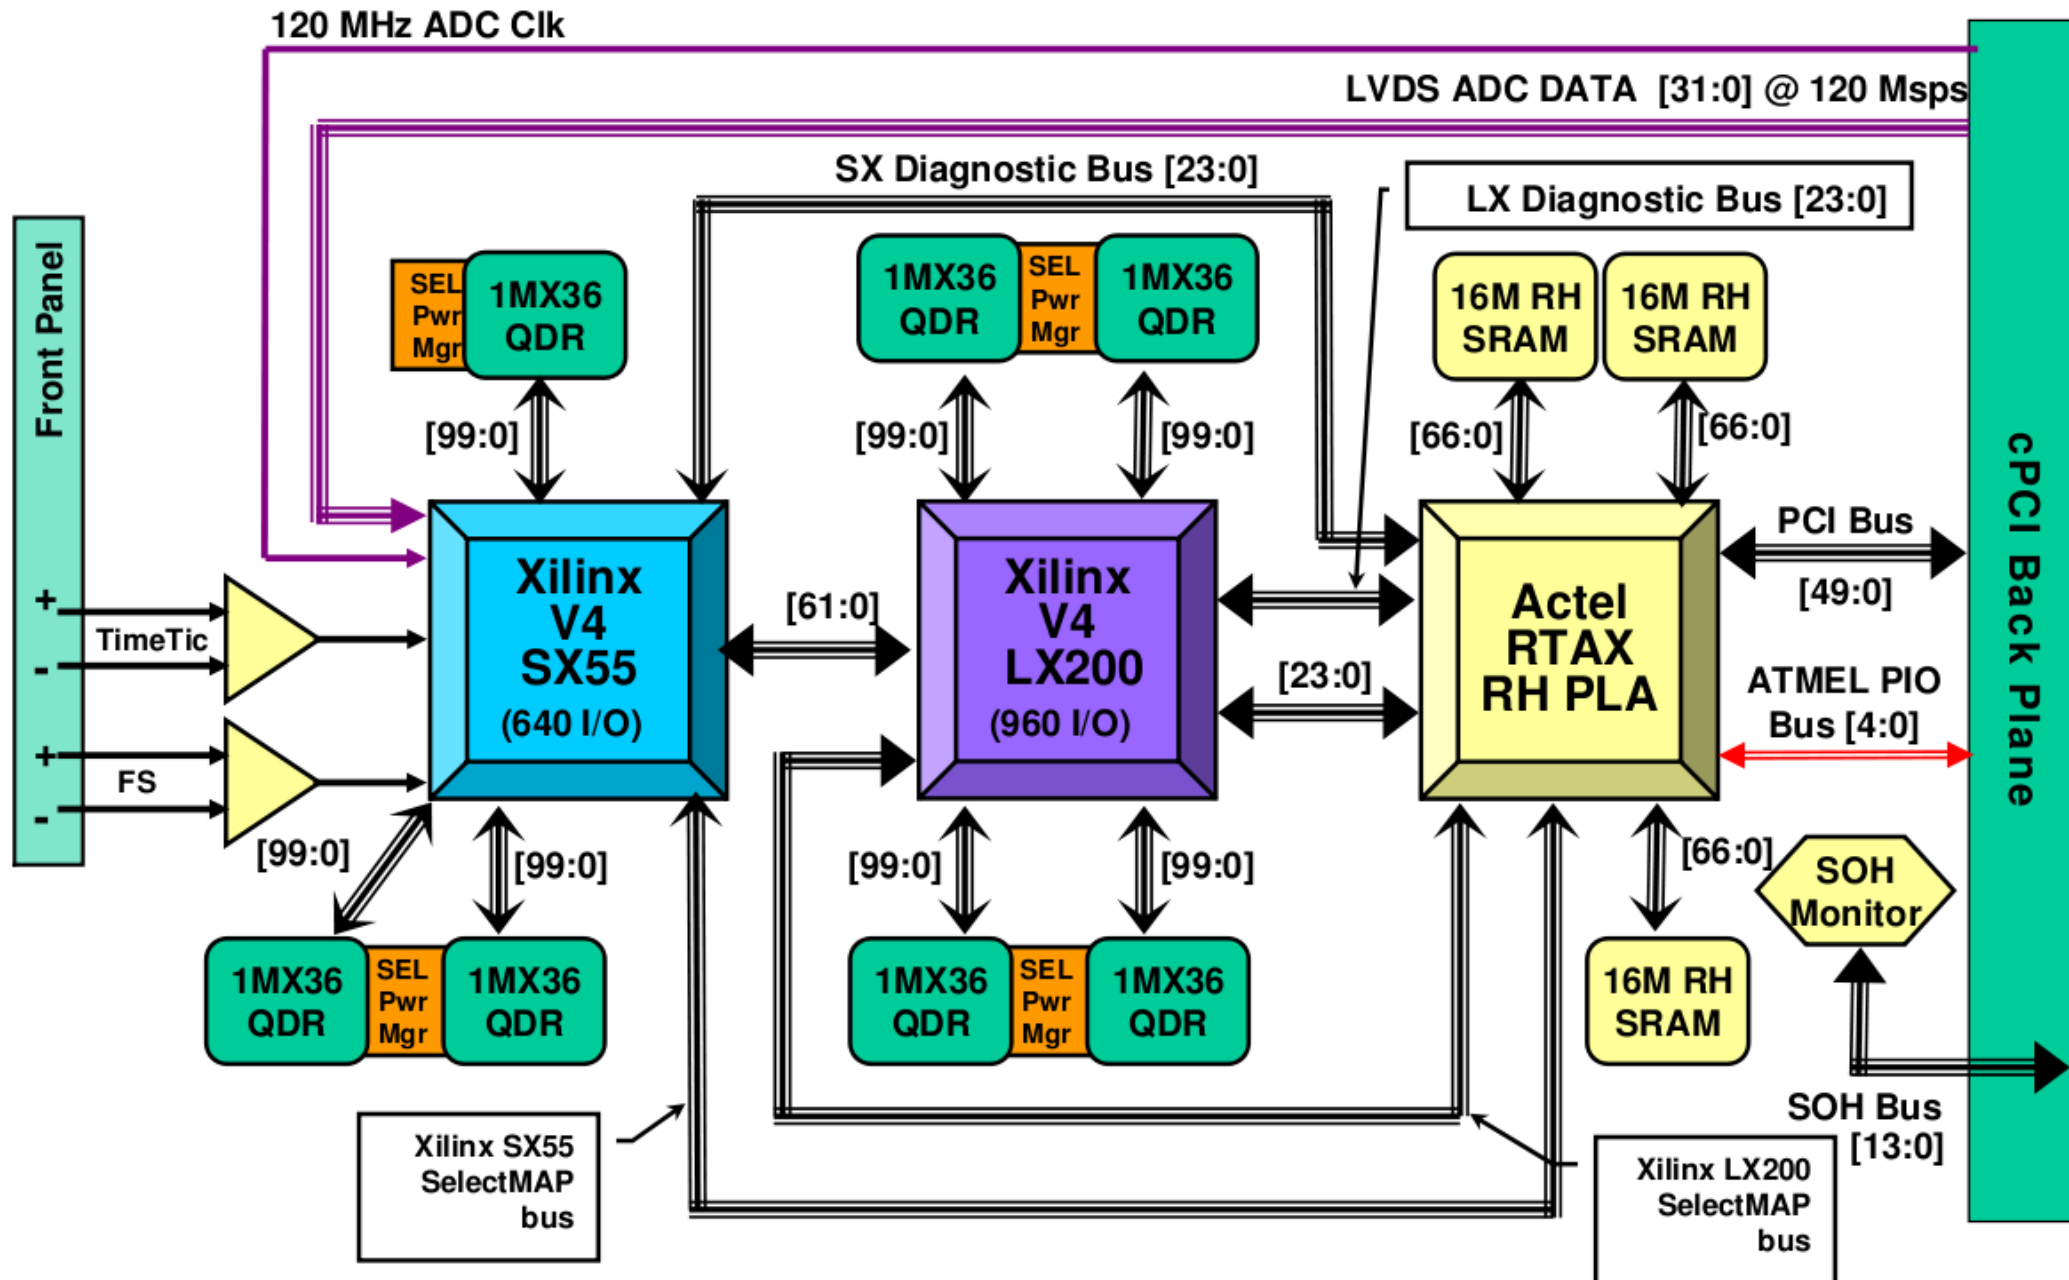 120 MHz ADC Clk
LVDS ADC DATA [31:0] @ 120 Msps
SX Diagnostic Bus [23:0]
LX Diagnostic Bus [23:0]
Front Panel
SEL
Pwr
Mgr
1MX36
QDR
1MX36
QDR
SEL
Pwr
Mgr
1MX36
QDR
16M RH
SRAM
16M RH
SRAM
[99:0]
[99:0]
[99:0]
[66:0]
[66:0]
cPCI Back Plane
Xilinx
V4
SX55
(640 I/O)
[61:0]
Xilinx
V4
LX200
(960 I/O)
[23:0]
Actel
RTAX
RH PLA
PCI Bus
[49:0]
ATMEL PIO
Bus [4:0]
+
TimeTic
-
+
FS
-
[99:0]
[99:0]
[99:0]
[99:0]
[66:0]
SOH
Monitor
1MX36
QDR
SEL
Pwr
Mgr
1MX36
QDR
1MX36
QDR
SEL
Pwr
Mgr
1MX36
QDR
16M RH
SRAM
SOH Bus
[13:0]
Xilinx SX55
SelectMAP
bus
Xilinx LX200
SelectMAP
bus